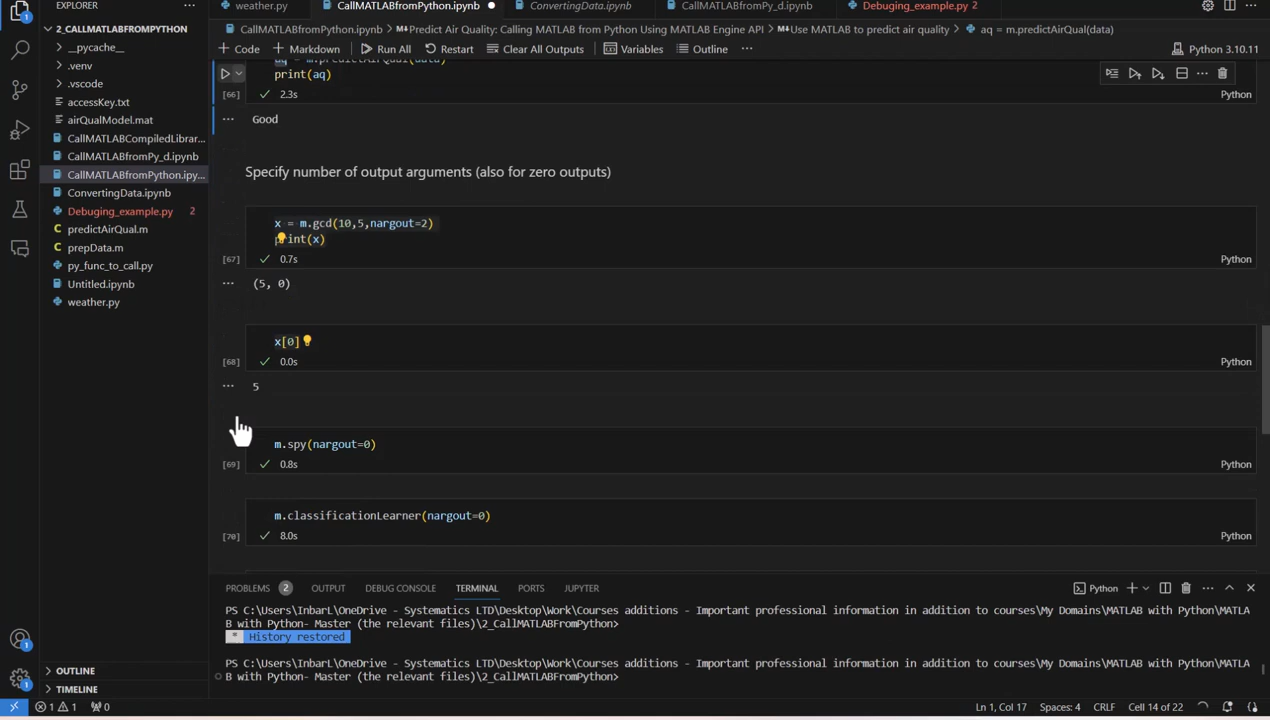 EXPLORER
···
weather.py
CallMATLABfromPython.ipynb
ConvertingData.ipynb
CallMATLABfromPy_d.ipynb
Debuging_example.py 2
CallMATLABfromPython.ipynb > Predict Air Quality: Calling MATLAB from Python Using MATLAB Engine API > Use MATLAB to predict air quality > aq = m.predictAirQual(data)
+ Code + Markdown Run All Restart Clear All Outputs Variables Outline ···
Python 3.10.11
2_CALLMATLABFROMPYTHON
__pycache__
.venv
.vscode
accessKey.txt
airQualModel.mat
CallMATLABCompiledLibrar...
CallMATLABfromPy_d.ipynb
CallMATLABfromPython.ipy...
ConvertingData.ipynb
Debuging_example.py 2
predictAirQual.m
prepData.m
py_func_to_call.py
Untitled.ipynb
weather.py
aq = m.predictAirQual(data)
print(aq)
[66] 2.3s Python
Good
Specify number of output arguments (also for zero outputs)
x = m.gcd(10,5,nargout=2)
print(x)
[67] 0.7s Python
(5, 0)
x[0]
[68] 0.0s Python
5
m.spy(nargout=0)
[69] 0.8s Python
m.classificationLearner(nargout=0)
[70] 8.0s Python
PROBLEMS 2 OUTPUT DEBUG CONSOLE TERMINAL PORTS JUPYTER Python
PS C:\Users\InbarL\OneDrive - Systematics LTD\Desktop\Work\Courses additions - Important professional information in addition to courses\My Domains\MATLAB with Python\MATLA
B with Python- Master (the relevant files)\2_CallMATLABFromPython>
* History restored
PS C:\Users\InbarL\OneDrive - Systematics LTD\Desktop\Work\Courses additions - Important professional information in addition to courses\My Domains\MATLAB with Python\MATLA
B with Python- Master (the relevant files)\2_CallMATLABFromPython>
OUTLINE
TIMELINE
1 1 0
Ln 1, Col 17 Spaces: 4 CRLF Cell 14 of 22